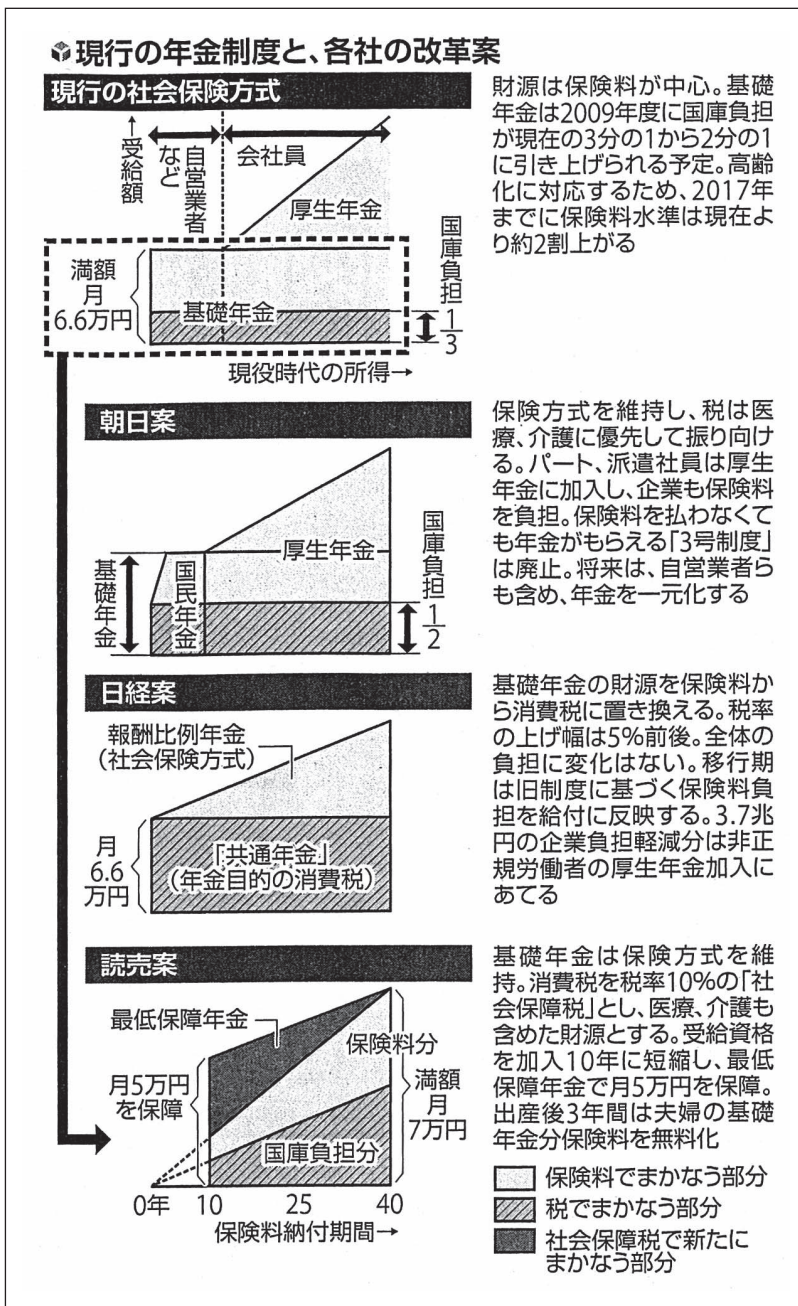 現行の年金制度と、各社の改革案
現行の社会保険方式
↑受給額
自営業者など
会社員
厚生年金
満額
月
6.6万円
基礎年金
国庫負担
1/3
現役時代の所得→
財源は保険料が中心。基礎
年金は2009年度に国庫負担
が現在の3分の1から2分の1
に引き上げられる予定。高齢
化に対応するため、2017年
までに保険料水準は現在よ
り約2割上がる
朝日案
基礎年金
国民年金
厚生年金
国庫負担
1/2
保険方式を維持し、税は医
療、介護に優先して振り向け
る。パート、派遣社員は厚生
年金に加入し、企業も保険料
を負担。保険料を払わなくて
も年金がもらえる「3号制度」
は廃止。将来は、自営業者ら
も含め、年金を一元化する
日経案
報酬比例年金
(社会保険方式)
月
6.6
万円
「共通年金」
(年金目的の消費税)
基礎年金の財源を保険料か
ら消費税に置き換える。税率
の上げ幅は5%前後。全体の
負担に変化はない。移行期
は旧制度に基づく保険料負
担を給付に反映する。3.7兆
円の企業負担軽減分は非正
規労働者の厚生年金加入に
あてる
読売案
最低保障年金
保険料分
月5万円
を保障
満額
月
7万円
国庫負担分
0年 10 25 40
保険料納付期間→
基礎年金は保険方式を維
持。消費税を税率10%の「社
会保障税」とし、医療、介護も
含めた財源とする。受給資格
を加入10年に短縮し、最低
保障年金で月5万円を保障。
出産後3年間は夫婦の基礎
年金分保険料を無料化
保険料でまかなう部分
税でまかなう部分
社会保障税で新たに
まかなう部分